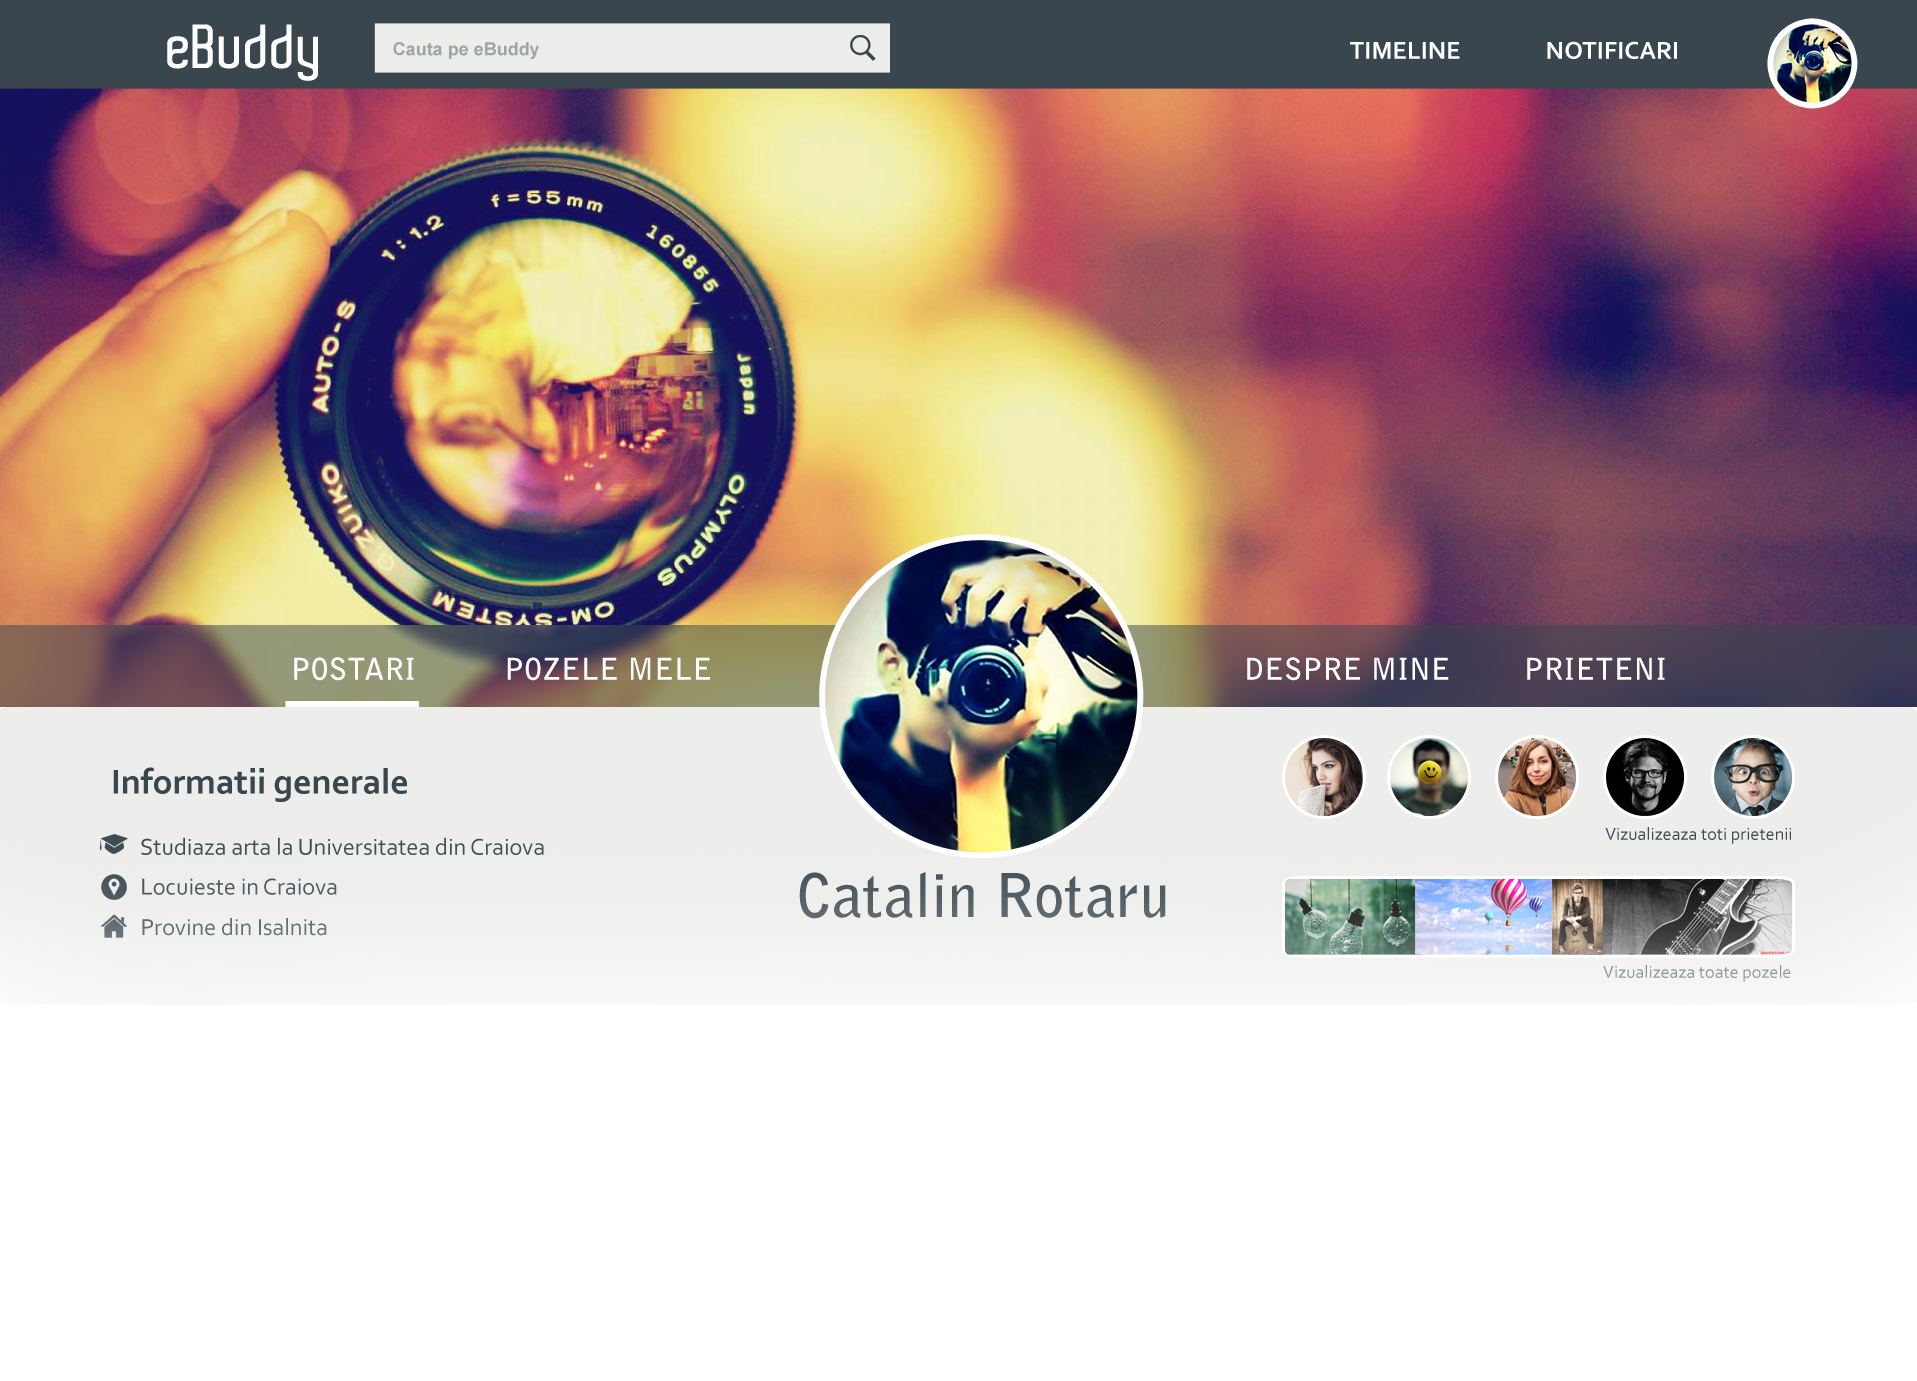 eBuddy
Cauta pe eBuddy
TIMELINE
NOTIFICARI
1:1.2 f=55mm 160855 Japan
AUTO-S
ZUIKO
OLYMPUS
OM-SYSTEM
POSTARI
POZELE MELE
DESPRE MINE
PRIETENI
Informatii generale
Studiaza arta la Universitatea din Craiova
Locuieste in Craiova
Provine din Isalnita
Catalin Rotaru
Vizualizeaza toti prietenii
Vizualizeaza toate pozele